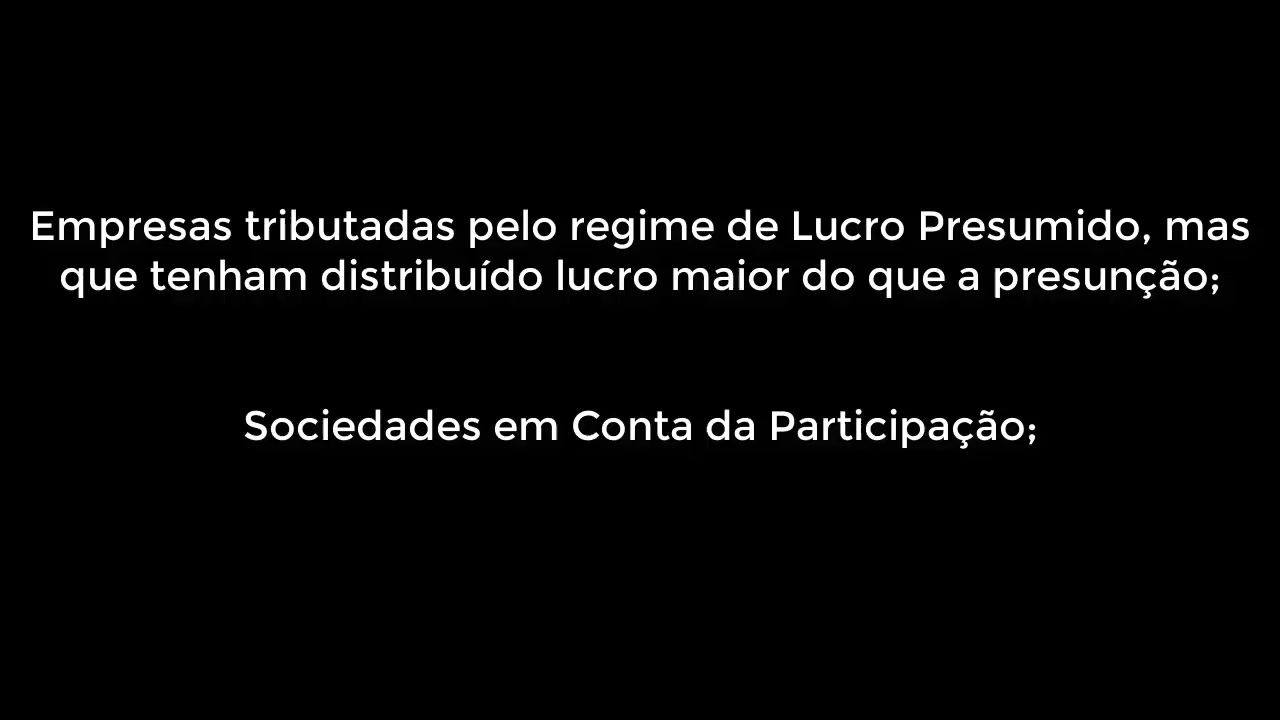 Empresas tributadas pelo regime de Lucro Presumido, mas
que tenham distribuído lucro maior do que a presunção;
Sociedades em Conta da Participação;